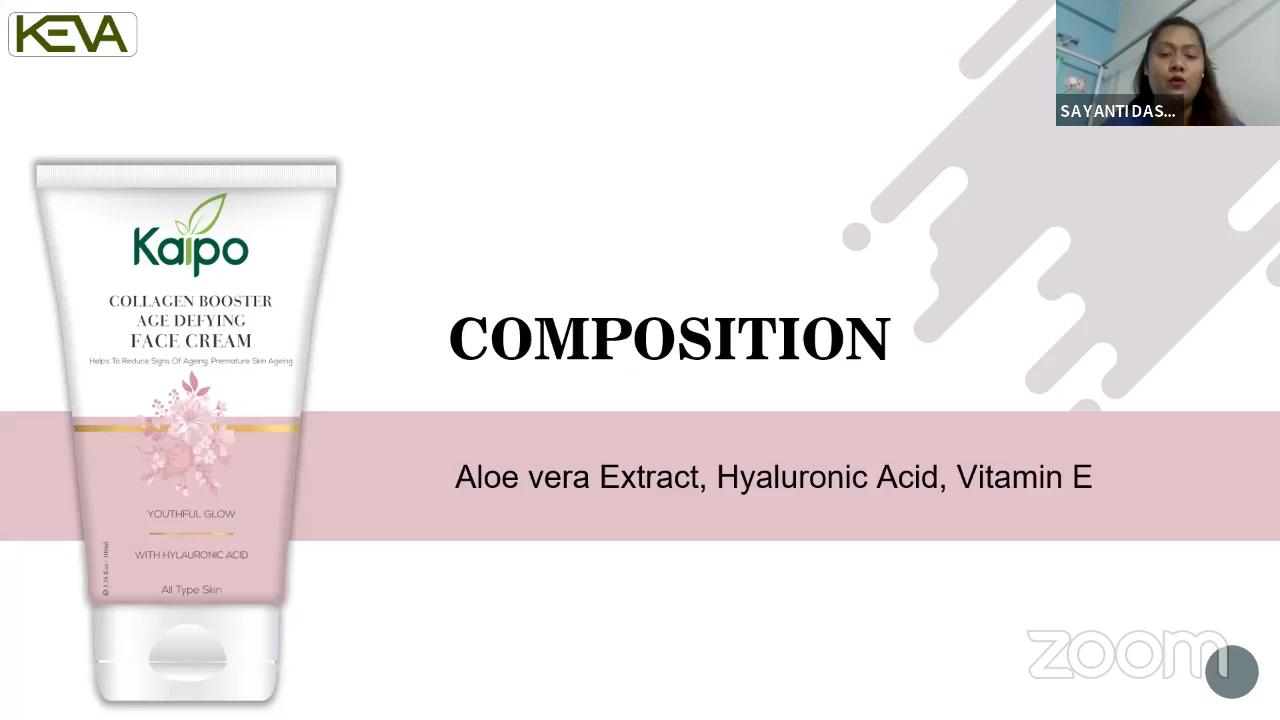 KEVA
SAYANTI DAS...
Kaipo
COLLAGEN BOOSTER
AGE DEFYING
FACE CREAM
Helps To Reduce Signs Of Ageing, Premature Skin Ageing
COMPOSITION
Aloe vera Extract, Hyaluronic Acid, Vitamin E
YOUTHFUL GLOW
WITH HYLAURONIC ACID
All Type Skin
zoom